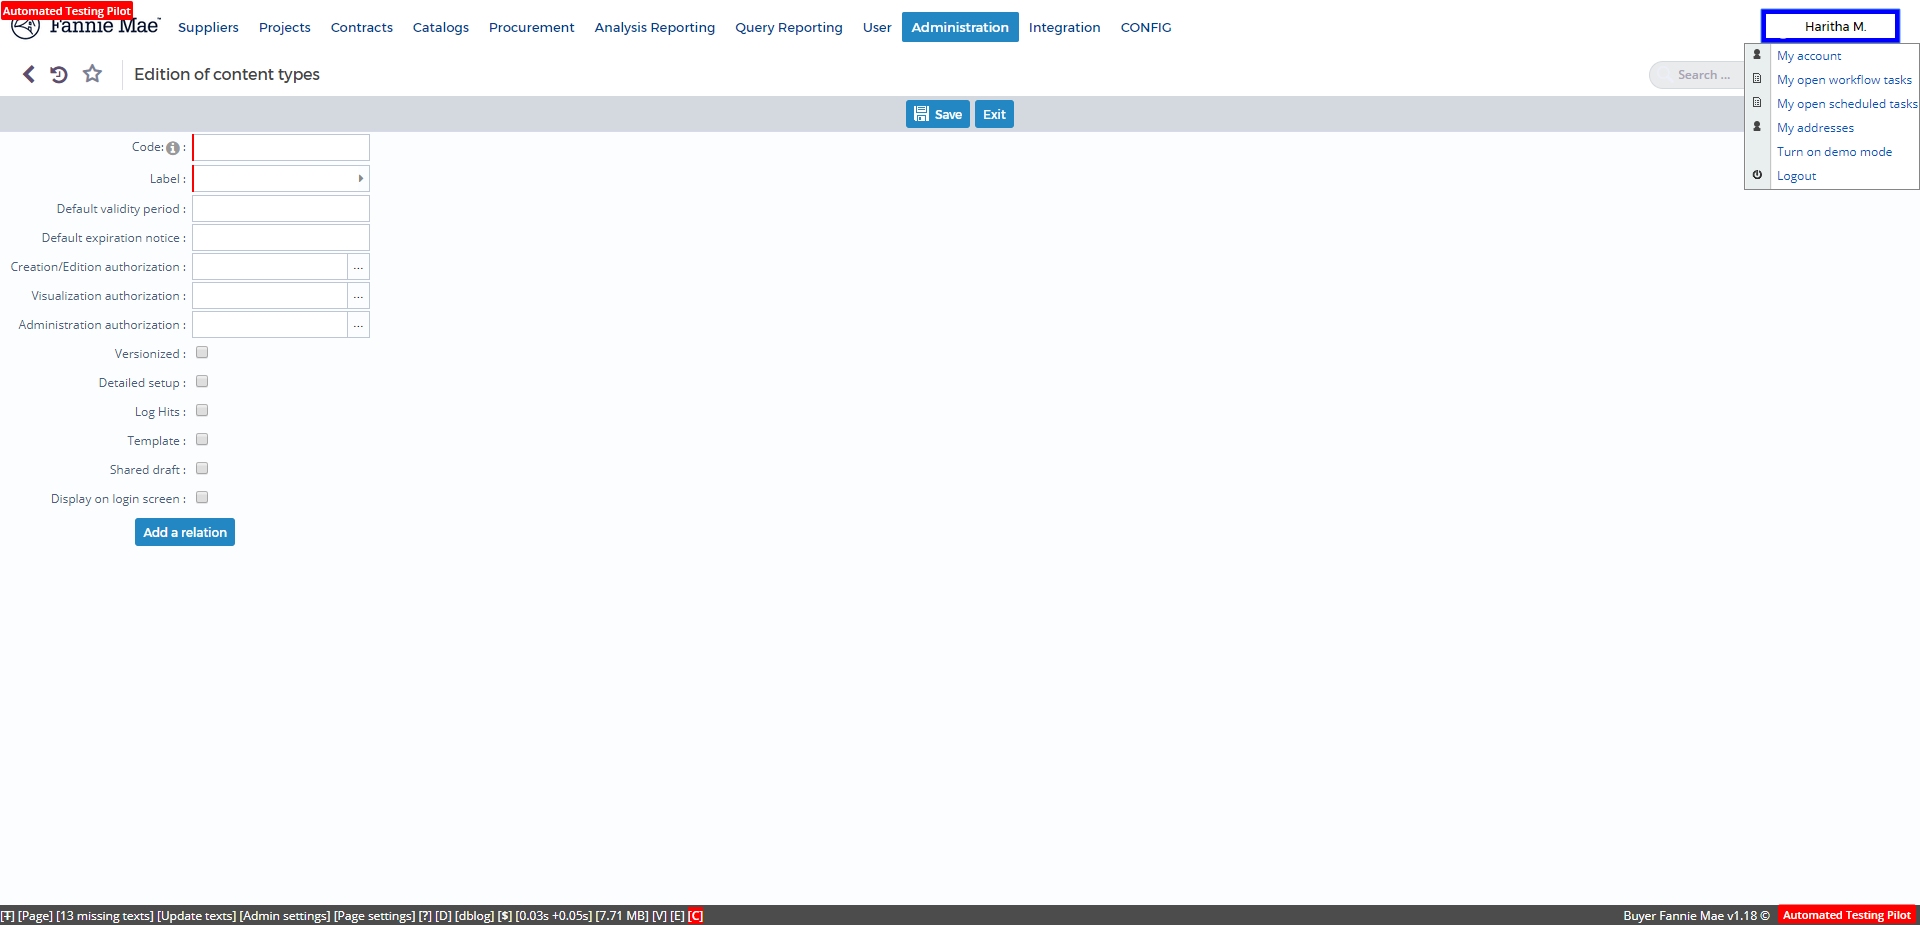 Automated Testing Pilot
Fannie Mae
Suppliers Projects Contracts Catalogs Procurement Analysis Reporting Query Reporting User Administration Integration CONFIG
Haritha M.
My account
My open workflow tasks
My open scheduled tasks
My addresses
Turn on demo mode
Logout
Edition of content types
Search ...
Save Exit
Code: :
Label :
Default validity period :
Default expiration notice :
Creation/Edition authorization : ...
Visualization authorization : ...
Administration authorization : ...
Versionized :
Detailed setup :
Log Hits :
Template :
Shared draft :
Display on login screen :
Add a relation
[T] [Page] [13 missing texts] [Update texts] [Admin settings] [Page settings] [?] [D] [dblog] [$] [0.03s +0.05s] [7.71 MB] [V] [E] [C]
Buyer Fannie Mae v1.18 © Automated Testing Pilot